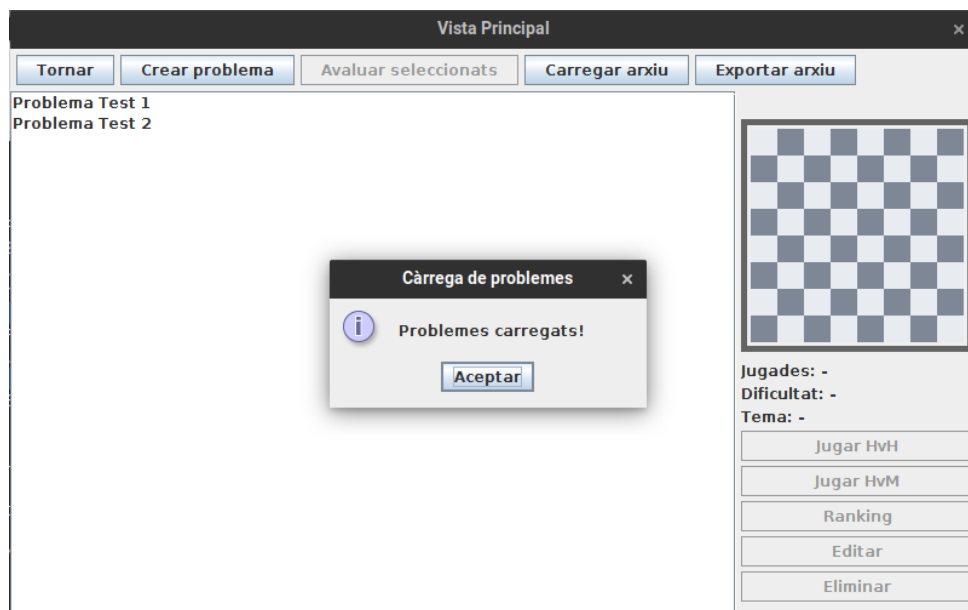 Vista Principal
Tornar Crear problema Avaluar seleccionats Carregar arxiu Exportar arxiu
Problema Test 1
Problema Test 2
Càrrega de problemes
Problemes carregats!
Aceptar
Jugades: -
Dificultat: -
Tema: -
Jugar HvH
Jugar HvM
Ranking
Editar
Eliminar